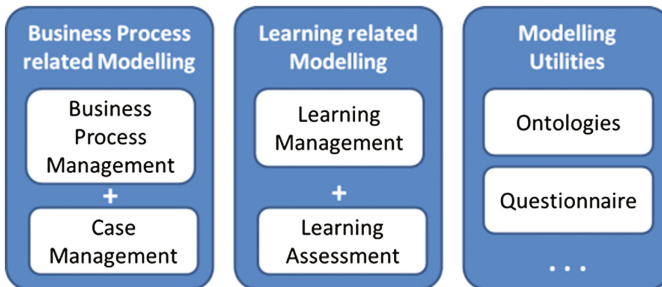 Business Process
related Modelling
Business
Process
Management
+
Case
Management
Learning related
Modelling
Learning
Management
+
Learning
Assessment
Modelling
Utilities
Ontologies
Questionnaire
...